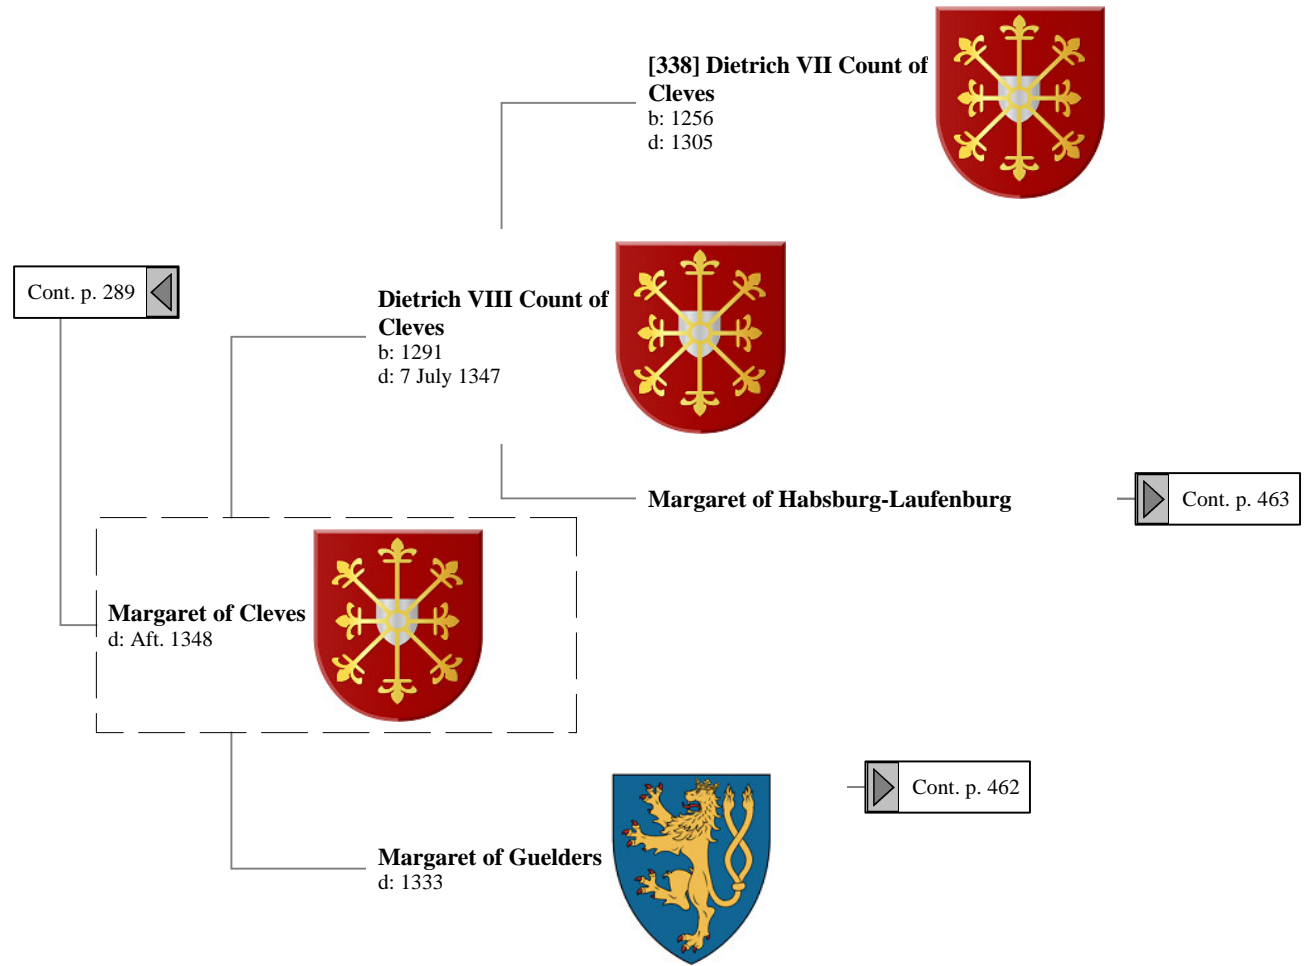 [338] Dietrich VII Count of
Cleves
b: 1256
d: 1305
Cont. p. 289
Dietrich VIII Count of
Cleves
b: 1291
d: 7 July 1347
Margaret of Habsburg-Laufenburg
Cont. p. 463
Margaret of Cleves
d: Aft. 1348
Cont. p. 462
Margaret of Guelders
d: 1333